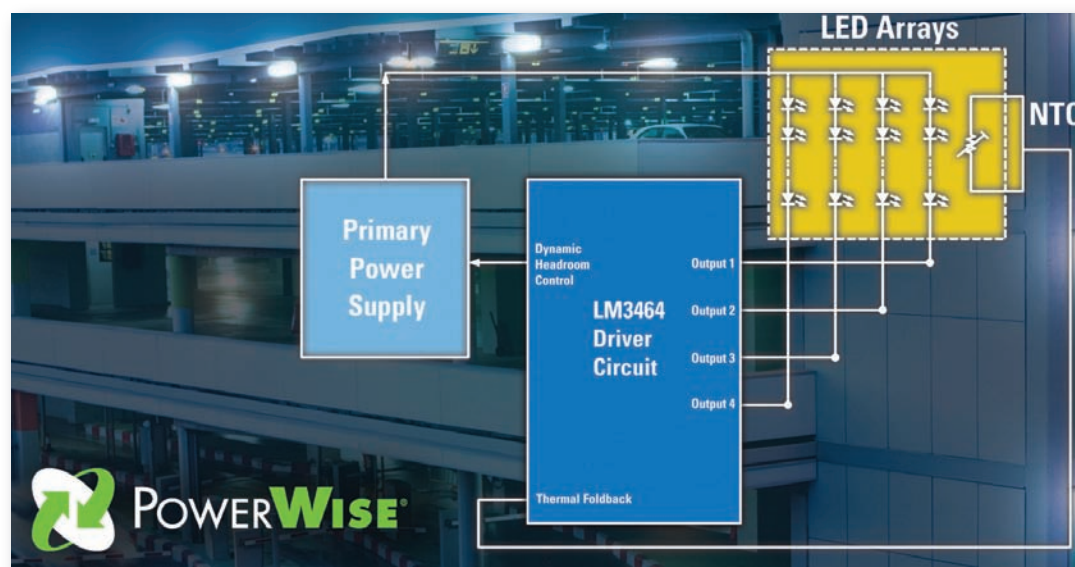 LED Arrays
NTC
Primary
Power
Supply
Dynamic
Headroom
Control
LM3464
Driver
Circuit
Output 1
Output 2
Output 3
Output 4
Thermal Foldback
POWERWISE®